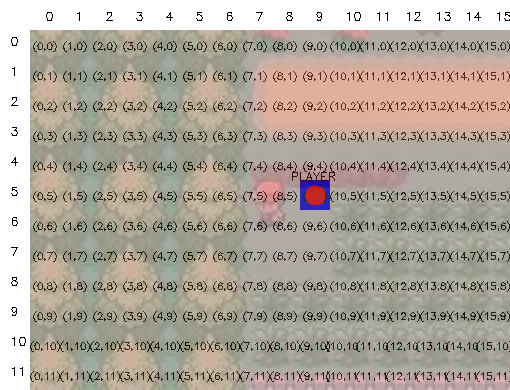 0 1 2 3 4 5 6 7 8 9 10 11 12 13 14 15
0 (0,0) (1,0) (2,0) (3,0) (4,0) (5,0) (6,0) (7,0) (8,0) (9,0) (10,0) (11,0) (12,0) (13,0) (14,0) (15,0)
1 (0,1) (1,1) (2,1) (3,1) (4,1) (5,1) (6,1) (7,1) (8,1) (9,1) (10,1) (11,1) (12,1) (13,1) (14,1) (15,1)
2 (0,2) (1,2) (2,2) (3,2) (4,2) (5,2) (6,2) (7,2) (8,2) (9,2) (10,2) (11,2) (12,2) (13,2) (14,2) (15,2)
3 (0,3) (1,3) (2,3) (3,3) (4,3) (5,3) (6,3) (7,3) (8,3) (9,3) (10,3) (11,3) (12,3) (13,3) (14,3) (15,3)
4 (0,4) (1,4) (2,4) (3,4) (4,4) (5,4) (6,4) (7,4) (8,4) (9,4) (10,4) (11,4) (12,4) (13,4) (14,4) (15,4)
PLAYER
5 (0,5) (1,5) (2,5) (3,5) (4,5) (5,5) (6,5) (7,5) (8,5) (10,5) (11,5) (12,5) (13,5) (14,5) (15,5)
6 (0,6) (1,6) (2,6) (3,6) (4,6) (5,6) (6,6) (7,6) (8,6) (9,6) (10,6) (11,6) (12,6) (13,6) (14,6) (15,6)
7 (0,7) (1,7) (2,7) (3,7) (4,7) (5,7) (6,7) (7,7) (8,7) (9,7) (10,7) (11,7) (12,7) (13,7) (14,7) (15,7)
8 (0,8) (1,8) (2,8) (3,8) (4,8) (5,8) (6,8) (7,8) (8,8) (9,8) (10,8) (11,8) (12,8) (13,8) (14,8) (15,8)
9 (0,9) (1,9) (2,9) (3,9) (4,9) (5,9) (6,9) (7,9) (8,9) (9,9) (10,9) (11,9) (12,9) (13,9) (14,9) (15,9)
10 (0,10) (1,10) (2,10) (3,10) (4,10) (5,10) (6,10) (7,10) (8,10) (9,10) (10,10) (11,10) (12,10) (13,10) (14,10) (15,10
11 (0,11) (1,11) (2,11) (3,11) (4,11) (5,11) (6,11) (7,11) (8,11) (9,11) (10,11) (11,11) (12,11) (13,11) (14,11) (15,11